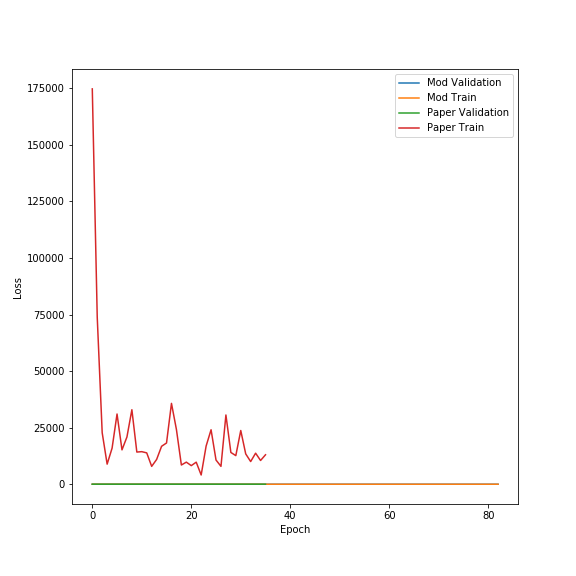 Mod Validation
Mod Train
Paper Validation
Paper Train
175000
150000
125000
100000
75000
50000
25000
0
Loss
0 20 40 60 80
Epoch